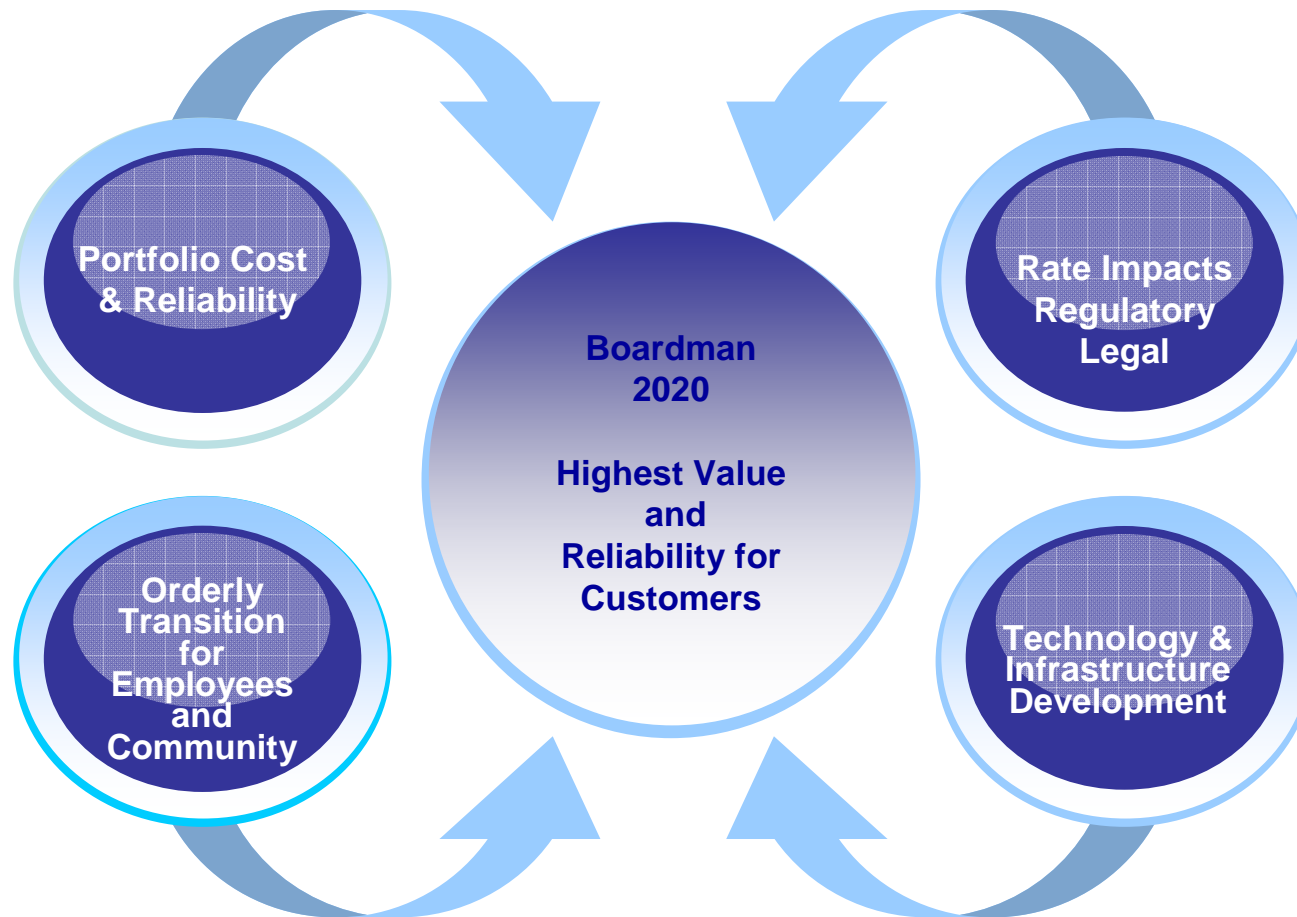 Portfolio Cost
& Reliability
Rate Impacts
Regulatory
Legal
Boardman
2020
Highest Value
and
Reliability for
Customers
Orderly
Transition
for
Employees
and
Community
Technology &
Infrastructure
Development